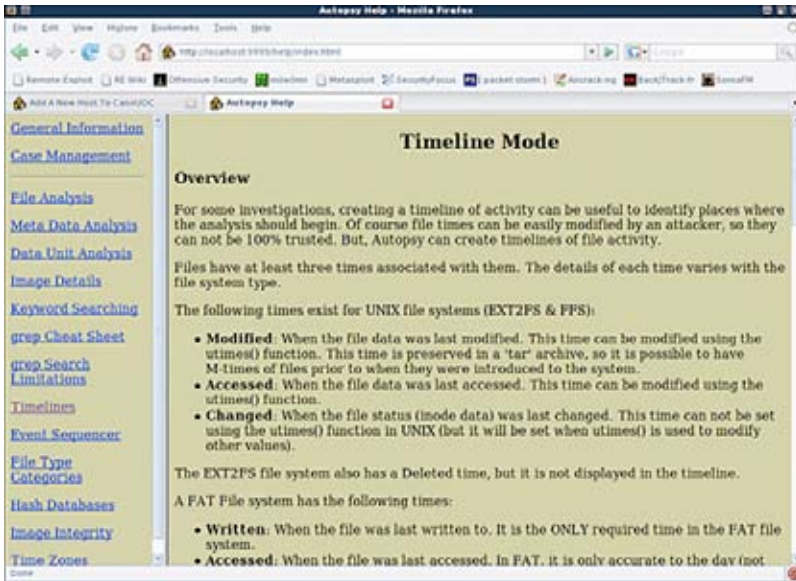 Autopsy Help - Mozilla Firefox
File Edit View History Bookmarks Tools Help
http://localhost:9999/help/index.html
Google
Remote Exploit RE Wiki Offensive Security milw0rm Metasploit SecurityFocus packet storm Aircrack-ng BackTrack-fr SomaFM
Add A New Host To Case
Autopsy Help
General Information
Case Management
File Analysis
Meta Data Analysis
Data Unit Analysis
Image Details
Keyword Searching
grep Cheat Sheet
grep Search
Limitations
Timelines
Event Sequencer
File Type
Categories
Hash Databases
Image Integrity
Time Zones
Timeline Mode
Overview
For some investigations, creating a timeline of activity can be useful to identify places where
the analysis should begin. Of course file times can be easily modified by an attacker, so they
can not be 100% trusted. But, Autopsy can create timelines of file activity.
Files have at least three times associated with them. The details of each time varies with the
file system type.
The following times exist for UNIX file systems (EXT2FS & FFS):
• Modified: When the file data was last modified. This time can be modified using the
utimes() function. This time is preserved in a 'tar' archive, so it is possible to have
M-times of files prior to when they were introduced to the system.
• Accessed: When the file data was last accessed. This time can be modified using the
utimes() function.
• Changed: When the file status (inode data) was last changed. This time can not be set
using the utimes() function in UNIX (but it will be set when utimes() is used to modify
other values).
The EXT2FS file system also has a Deleted time, but it is not displayed in the timeline.
A FAT File system has the following times:
• Written: When the file was last written to. It is the ONLY required time in the FAT file
system.
• Accessed: When the file was last accessed. In FAT, it is only accurate to the day (not
Done